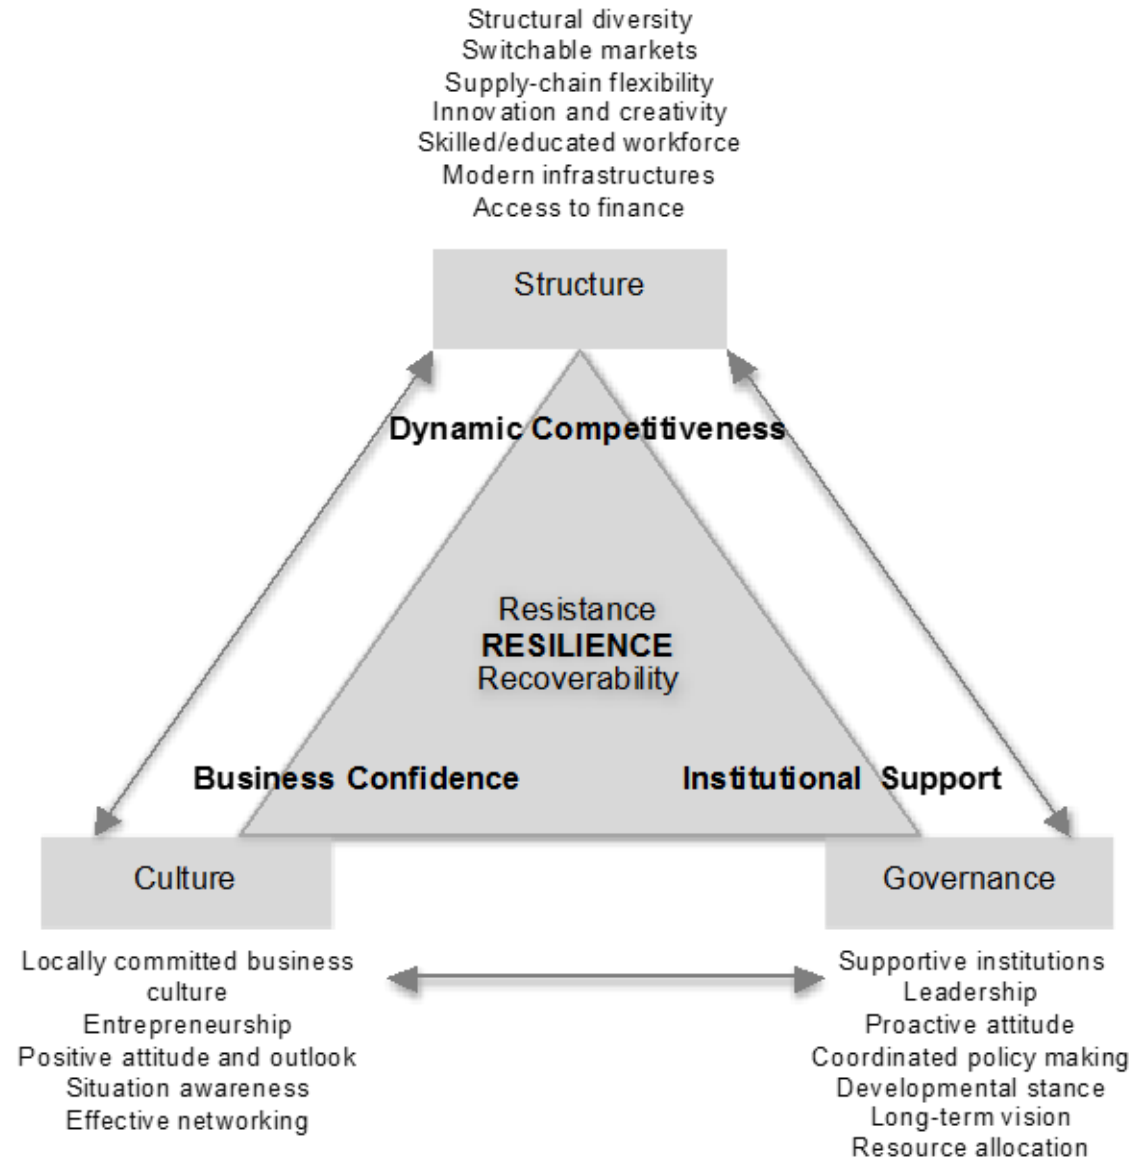 Structural diversity
Switchable markets
Supply-chain flexibility
Innovation and creativity
Skilled/educated workforce
Modern infrastructures
Access to finance
Structure
Dynamic Competitiveness
Resistance
RESILIENCE
Recoverability
Business Confidence
Institutional Support
Culture
Governance
Locally committed business
culture
Entrepreneurship
Positive attitude and outlook
Situation awareness
Effective networking
Supportive institutions
Leadership
Proactive attitude
Coordinated policy making
Developmental stance
Long-term vision
Resource allocation